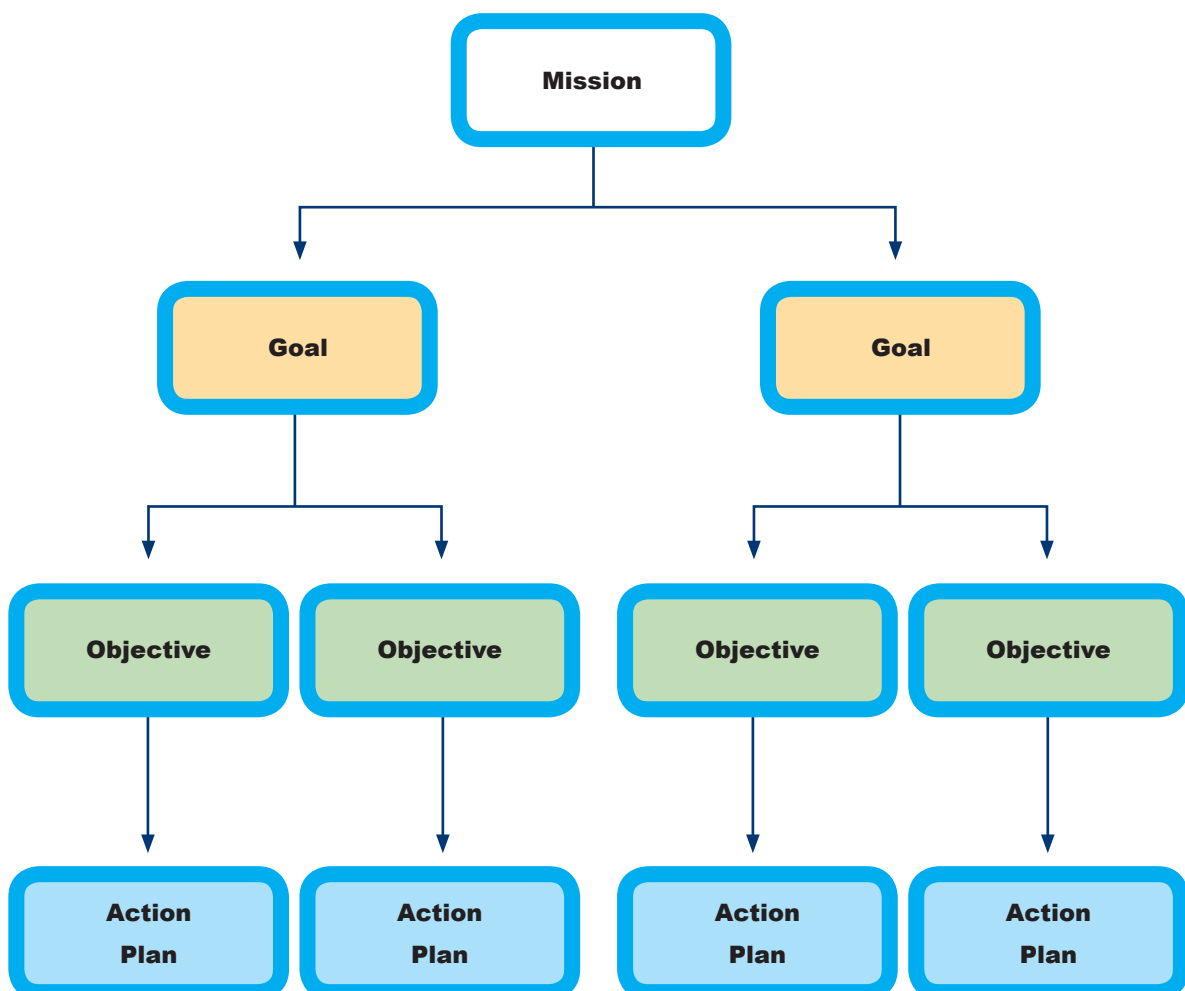 Mission
Goal
Goal
Objective
Objective
Objective
Objective
Action
Plan
Action
Plan
Action
Plan
Action
Plan